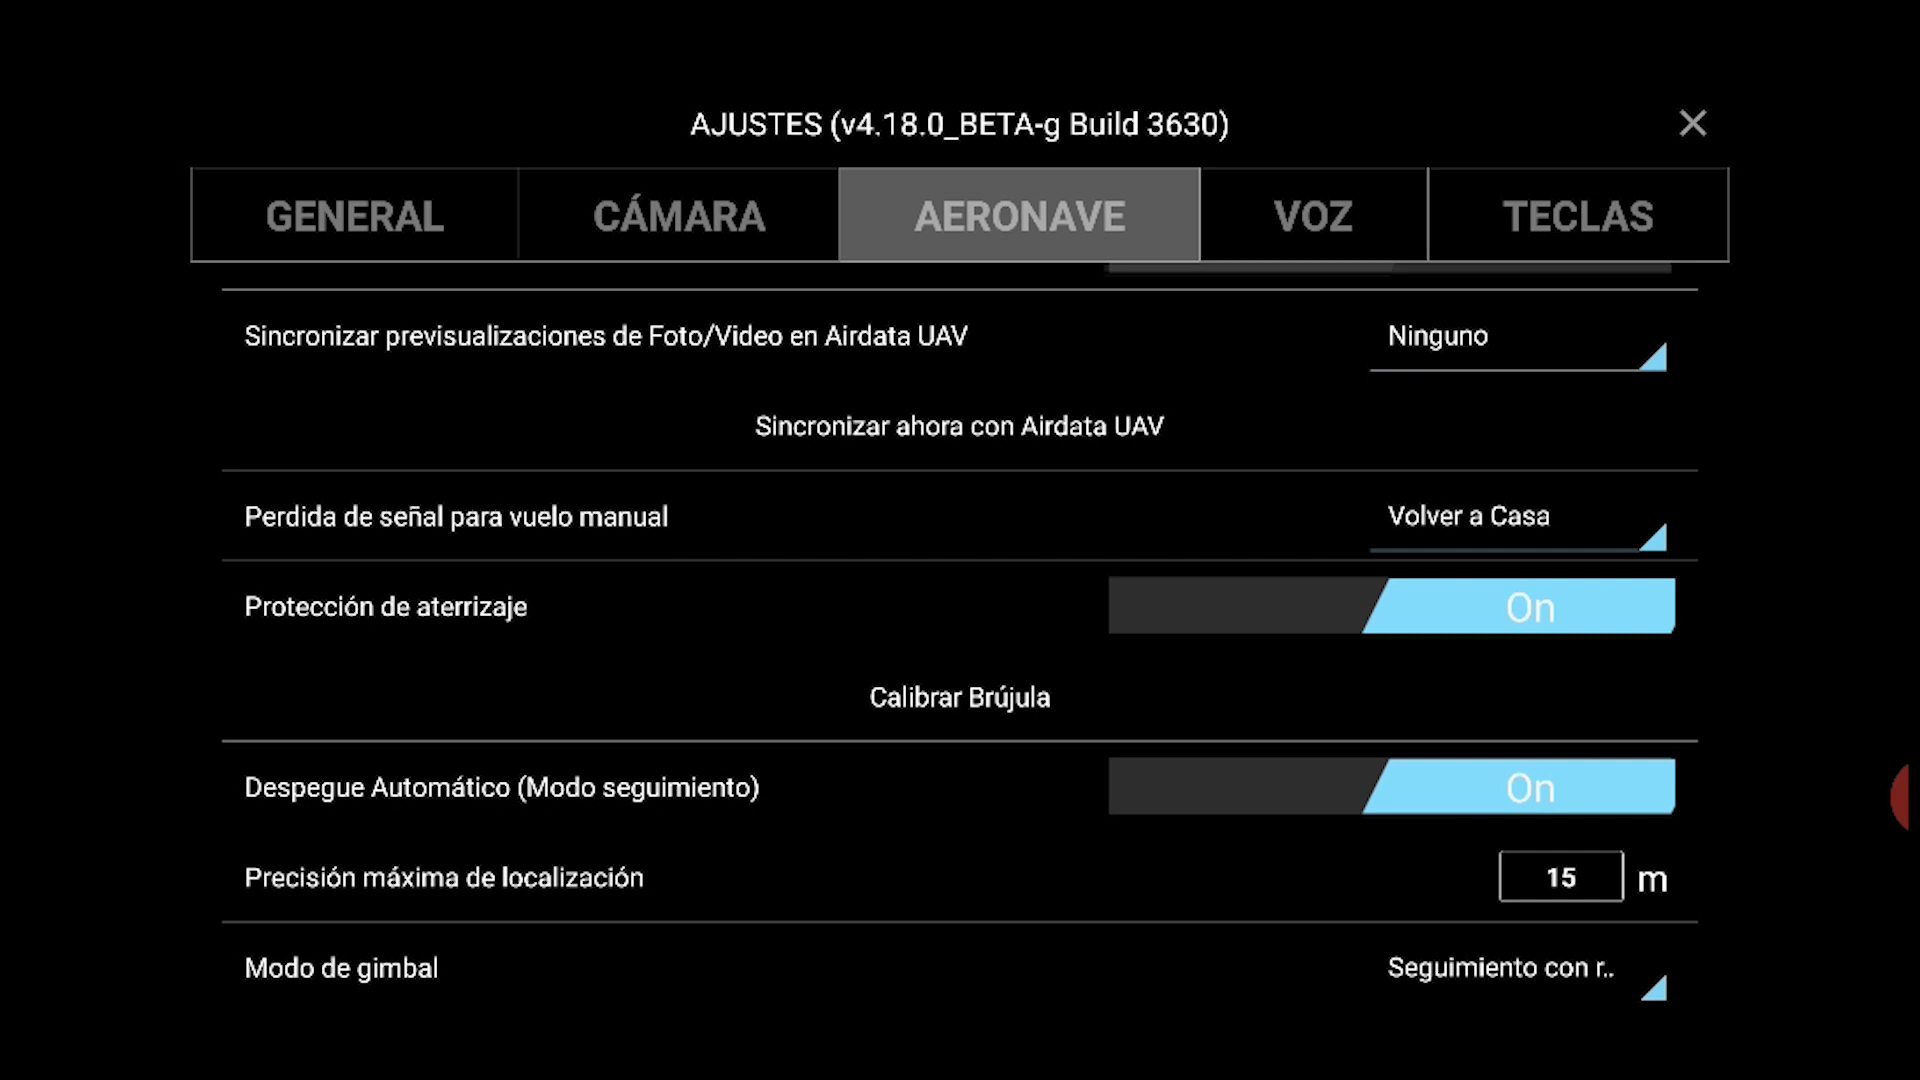 AJUSTES (v4.18.0_BETA-g Build 3630)
GENERAL CÁMARA AERONAVE VOZ TECLAS
Sincronizar previsualizaciones de Foto/Video en Airdata UAV Ninguno
Sincronizar ahora con Airdata UAV
Perdida de señal para vuelo manual Volver a Casa
Protección de aterrizaje On
Calibrar Brújula
Despegue Automático (Modo seguimiento) On
Precisión máxima de localización 15 m
Modo de gimbal Seguimiento con r..